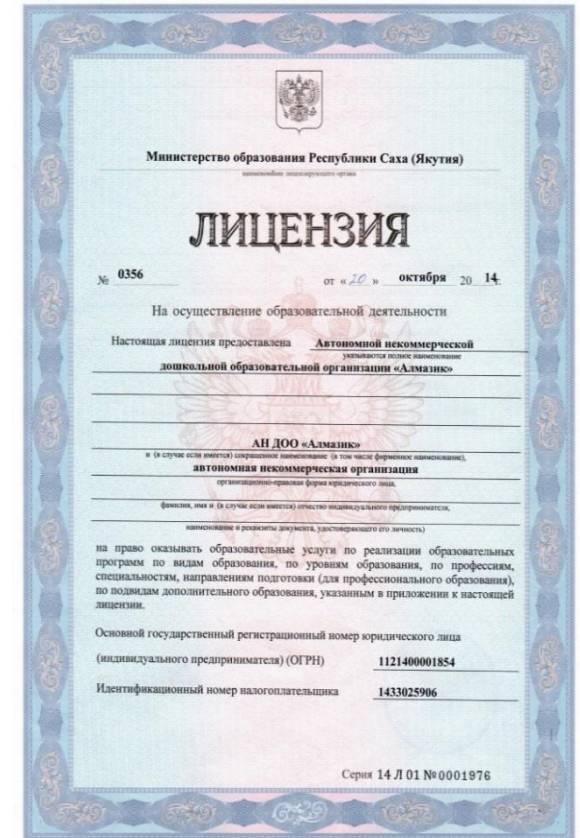 Министерство образования Республики Саха (Якутия)
наименование лицензирующего органа
ЛИЦЕНЗИЯ
№ 0356 от « 20 » октября 20 14
На осуществление образовательной деятельности
Настоящая лицензия предоставлена Автономной некоммерческой
указываются полное наименование
дошкольной образовательной организации «Алмазик»
АН ДОО «Алмазик»
и (в случае если имеется) сокращенное наименование (в том числе фирменное наименование),
автономная некоммерческая организация
организационно-правовая форма юридического лица,
фамилия, имя и (в случае если имеется) отчество индивидуального предпринимателя,
наименование и реквизиты документа, удостоверяющего его личность)
на право оказывать образовательные услуги по реализации образовательных
программ по видам образования, по уровням образования, по профессиям,
специальностям, направлениям подготовки (для профессионального образования),
по подвидам дополнительного образования, указанным в приложении к настоящей
лицензии.
Основной государственный регистрационный номер юридического лица
(индивидуального предпринимателя) (ОГРН) 1121400001854
Идентификационный номер налогоплательщика 1433025906
Серия 14 Л 01 №0001976